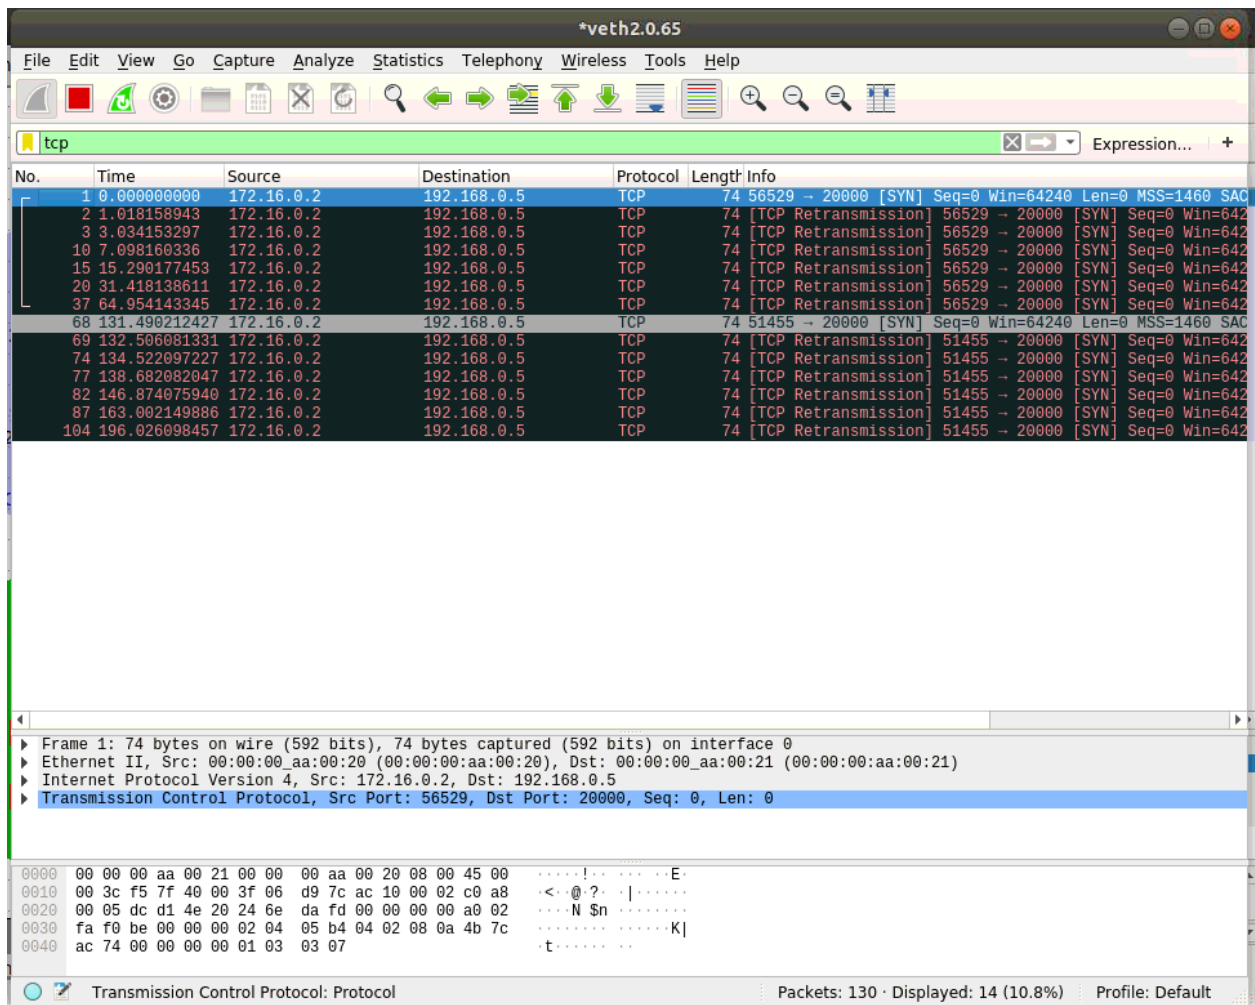 *veth2.0.65
File Edit View Go Capture Analyze Statistics Telephony Wireless Tools Help
tcp Expression... +
No. Time Source Destination Protocol Length Info
1 0.000000000 172.16.0.2 192.168.0.5 TCP 74 56529 → 20000 [SYN] Seq=0 Win=64240 Len=0 MSS=1460 SAC
2 1.018158943 172.16.0.2 192.168.0.5 TCP 74 [TCP Retransmission] 56529 → 20000 [SYN] Seq=0 Win=642
3 3.034153297 172.16.0.2 192.168.0.5 TCP 74 [TCP Retransmission] 56529 → 20000 [SYN] Seq=0 Win=642
10 7.098160336 172.16.0.2 192.168.0.5 TCP 74 [TCP Retransmission] 56529 → 20000 [SYN] Seq=0 Win=642
15 15.290177453 172.16.0.2 192.168.0.5 TCP 74 [TCP Retransmission] 56529 → 20000 [SYN] Seq=0 Win=642
20 31.418138611 172.16.0.2 192.168.0.5 TCP 74 [TCP Retransmission] 56529 → 20000 [SYN] Seq=0 Win=642
37 64.954143345 172.16.0.2 192.168.0.5 TCP 74 [TCP Retransmission] 56529 → 20000 [SYN] Seq=0 Win=642
68 131.490212427 172.16.0.2 192.168.0.5 TCP 74 51455 → 20000 [SYN] Seq=0 Win=64240 Len=0 MSS=1460 SAC
69 132.506081331 172.16.0.2 192.168.0.5 TCP 74 [TCP Retransmission] 51455 → 20000 [SYN] Seq=0 Win=642
74 134.522097227 172.16.0.2 192.168.0.5 TCP 74 [TCP Retransmission] 51455 → 20000 [SYN] Seq=0 Win=642
77 138.682082047 172.16.0.2 192.168.0.5 TCP 74 [TCP Retransmission] 51455 → 20000 [SYN] Seq=0 Win=642
82 146.874075940 172.16.0.2 192.168.0.5 TCP 74 [TCP Retransmission] 51455 → 20000 [SYN] Seq=0 Win=642
87 163.002149886 172.16.0.2 192.168.0.5 TCP 74 [TCP Retransmission] 51455 → 20000 [SYN] Seq=0 Win=642
104 196.026098457 172.16.0.2 192.168.0.5 TCP 74 [TCP Retransmission] 51455 → 20000 [SYN] Seq=0 Win=642
Frame 1: 74 bytes on wire (592 bits), 74 bytes captured (592 bits) on interface 0
Ethernet II, Src: 00:00:00_aa:00:20 (00:00:00:aa:00:20), Dst: 00:00:00_aa:00:21 (00:00:00:aa:00:21)
Internet Protocol Version 4, Src: 172.16.0.2, Dst: 192.168.0.5
Transmission Control Protocol, Src Port: 56529, Dst Port: 20000, Seq: 0, Len: 0
0000 00 00 00 aa 00 21 00 00 00 aa 00 20 08 00 45 00 ·····!·· ··· ··E·
0010 00 3c f5 7f 40 00 3f 06 d9 7c ac 10 00 02 c0 a8 ·<··@·?· ·|······
0020 00 05 dc d1 4e 20 24 6e da fd 00 00 00 00 a0 02 ····N $n ········
0030 fa f0 be 00 00 00 02 04 05 b4 04 02 08 0a 4b 7c ········ ······K|
0040 ac 74 00 00 00 00 01 03 03 07 ·t······ ··
Transmission Control Protocol: Protocol Packets: 130 · Displayed: 14 (10.8%) Profile: Default